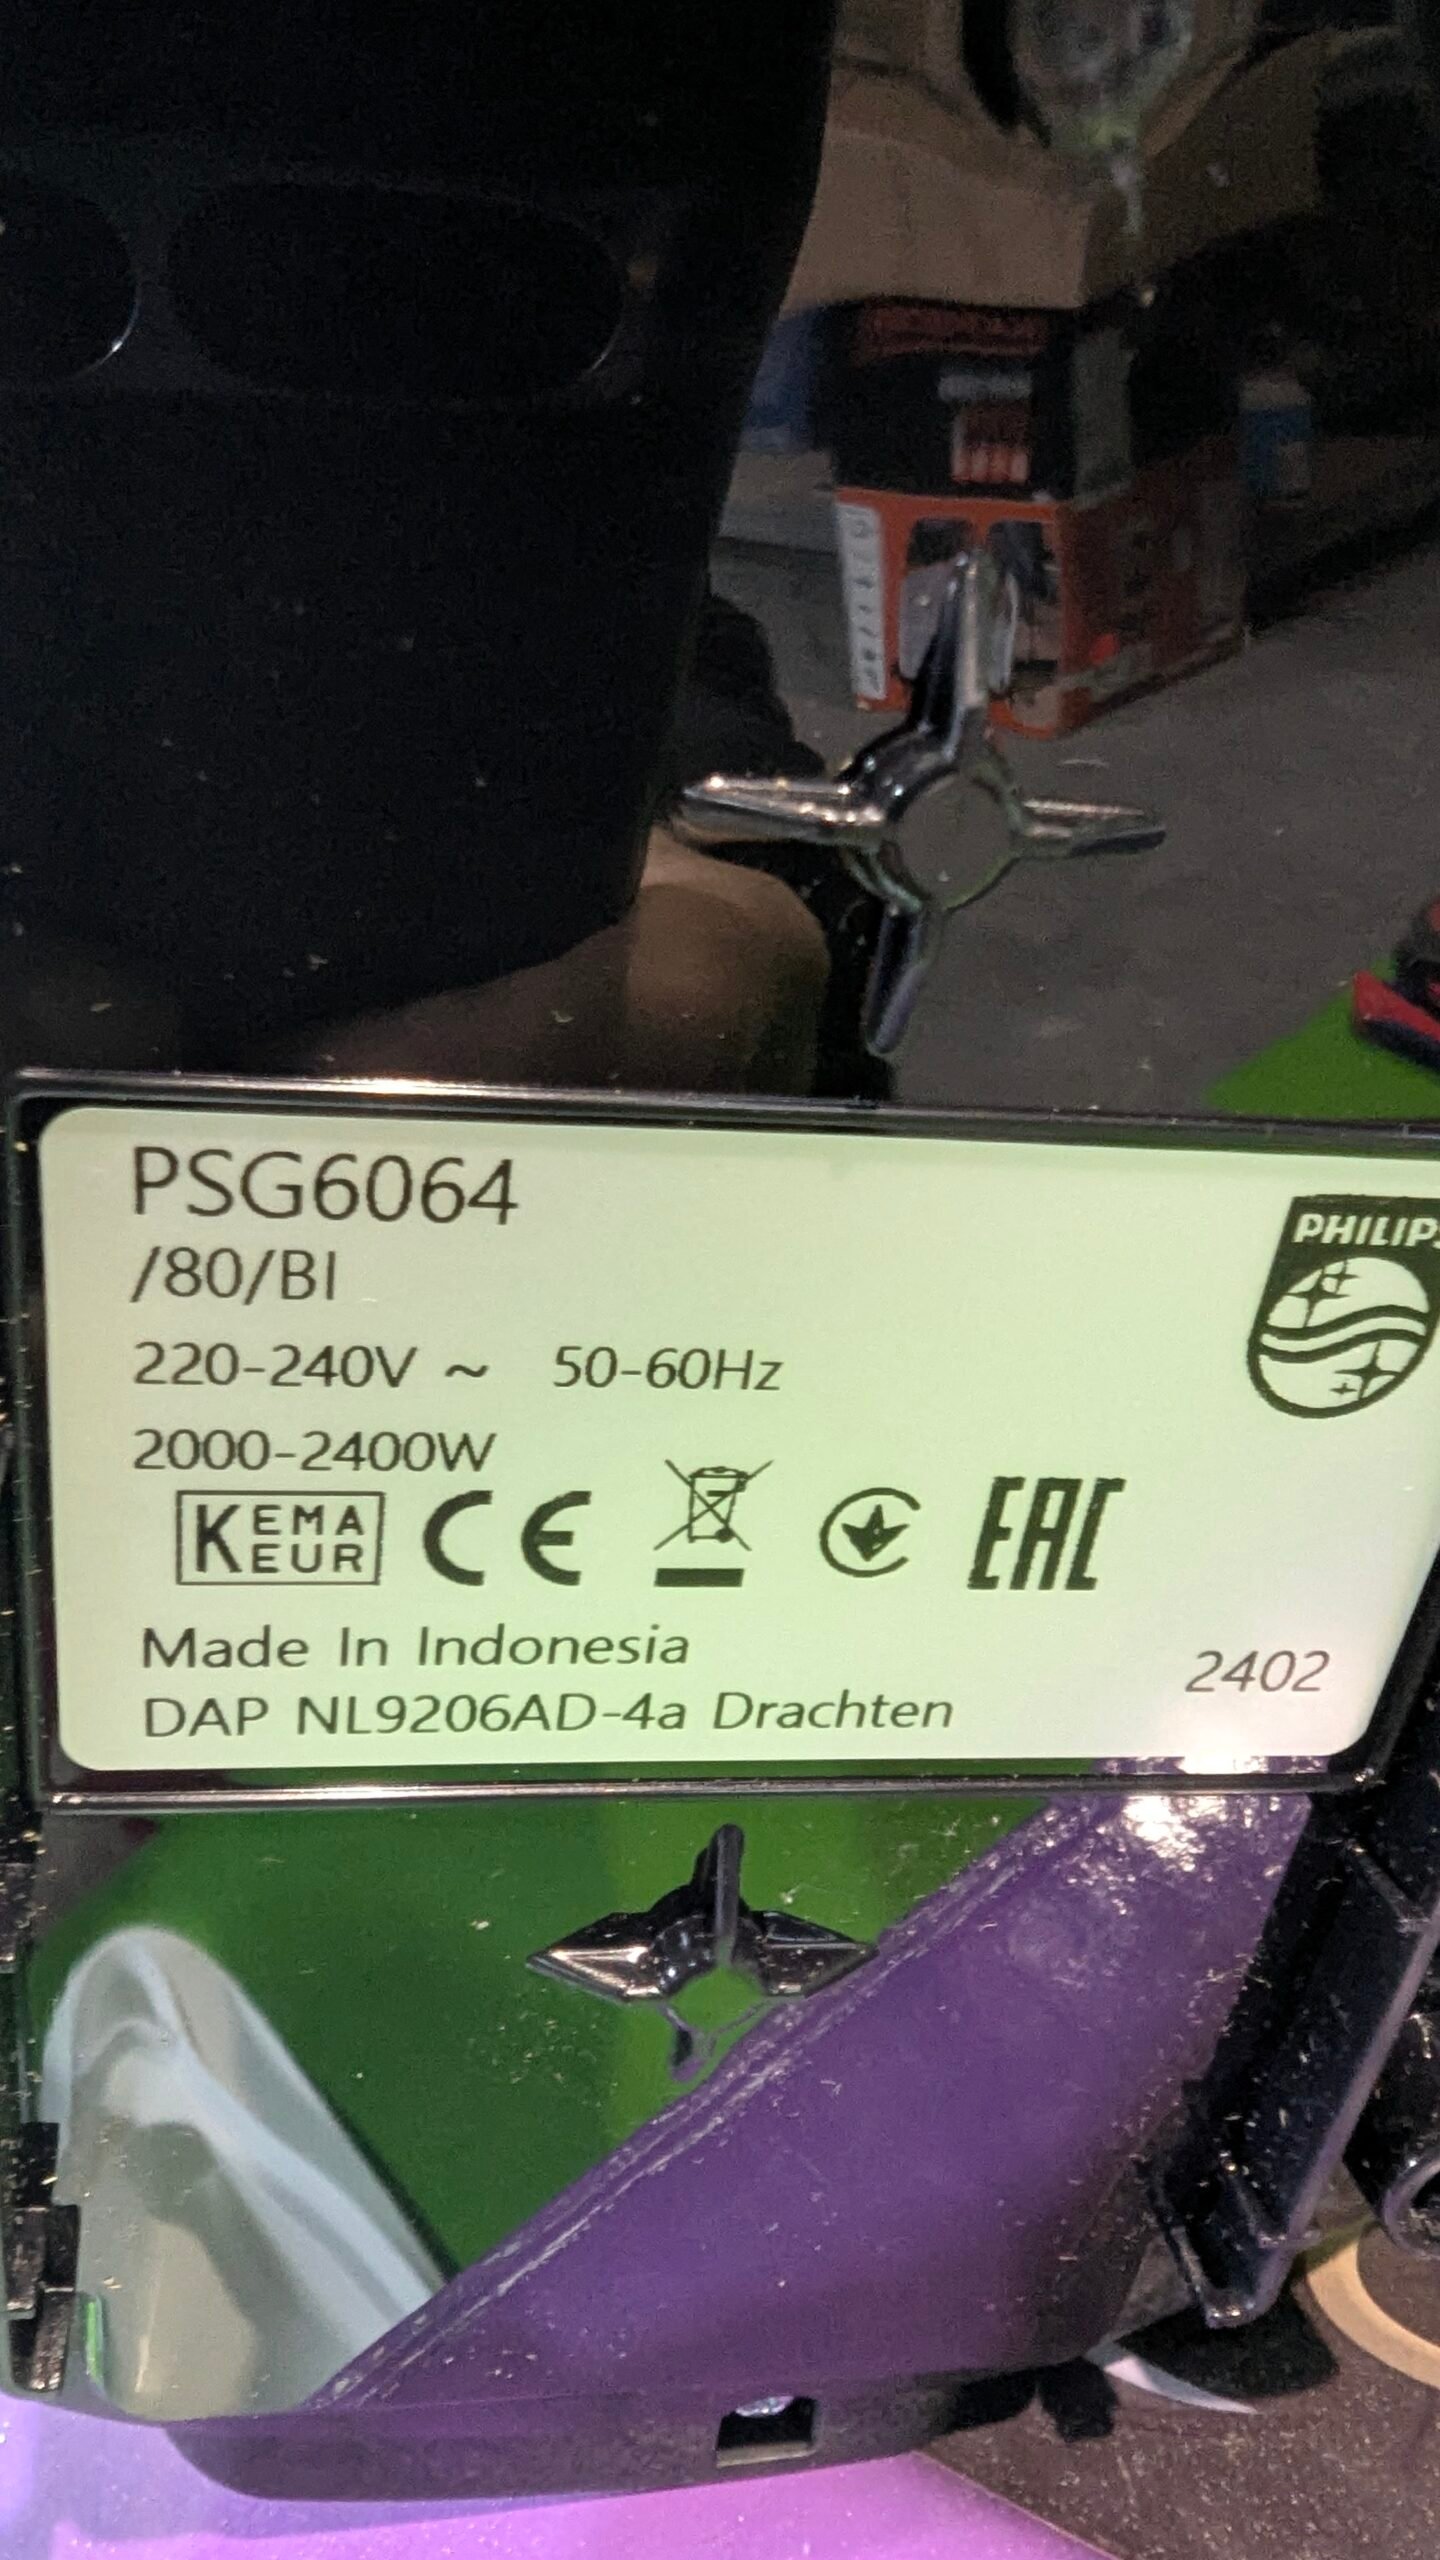 PSG6064
/80/BI
PHILIPS
220-240V ~ 50-60Hz
2000-2400W
KEMA
EUR
CE
EAC
Made In Indonesia
2402
DAP NL9206AD-4a Drachten